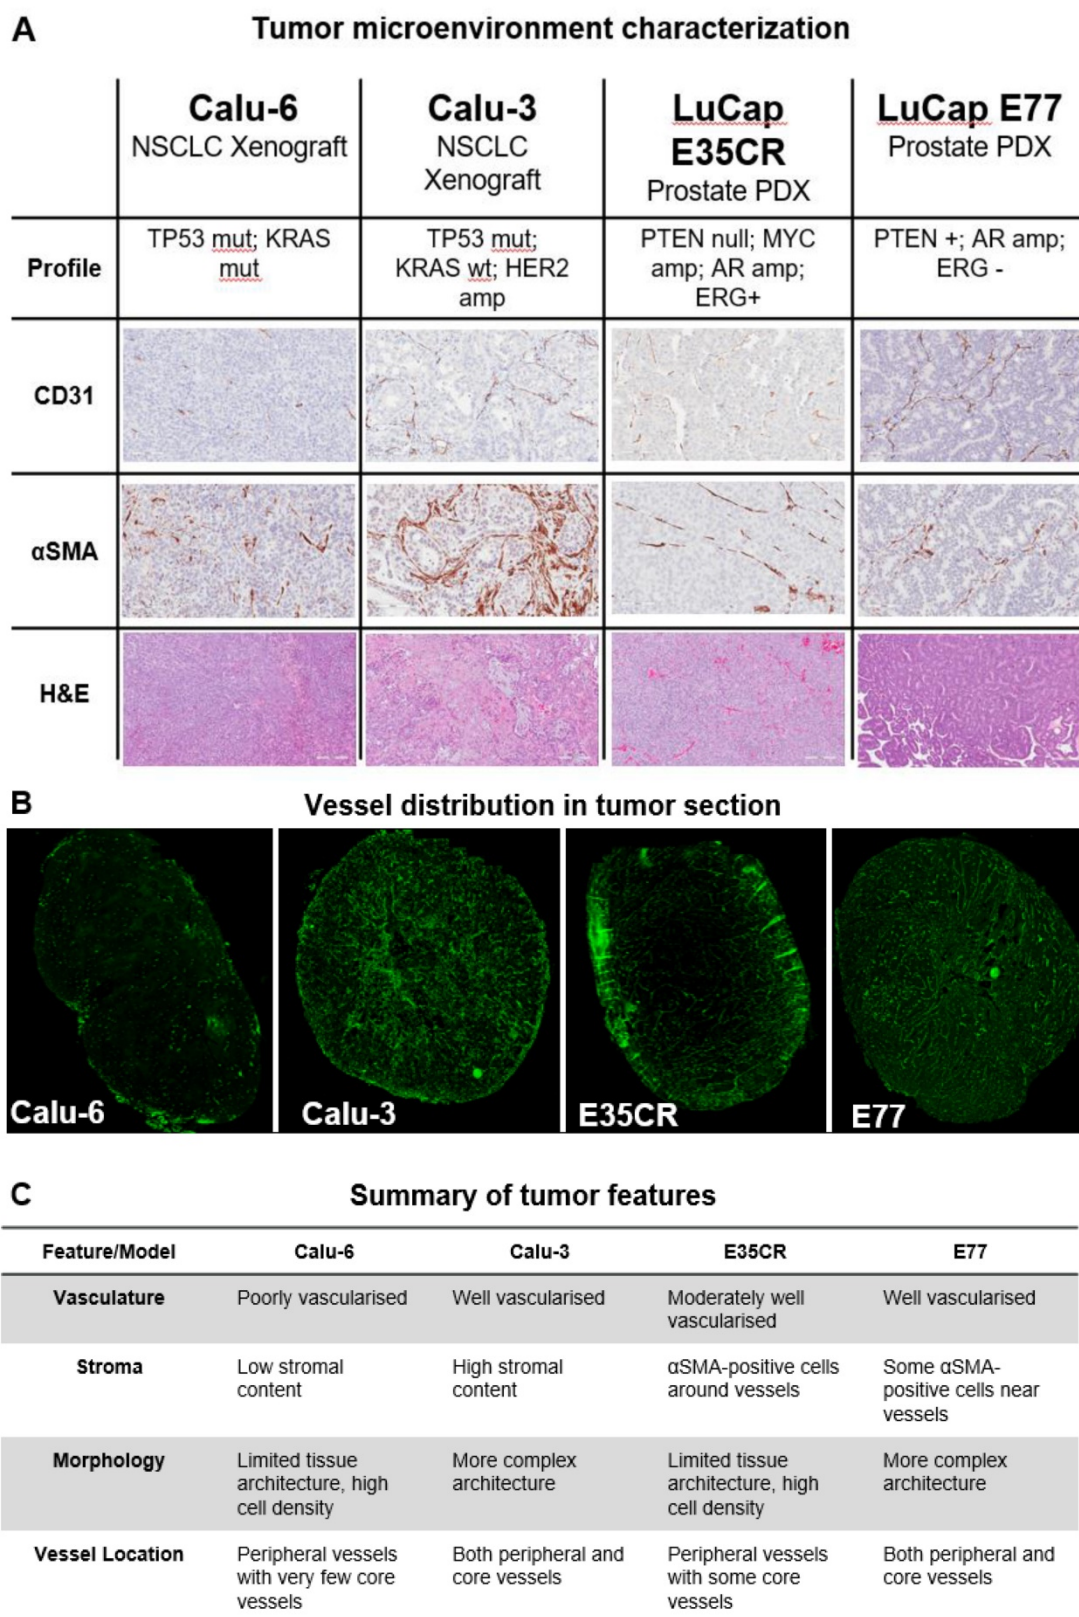 A
Tumor microenvironment characterization
Calu-6
NSCLC Xenograft
Calu-3
NSCLC
Xenograft
LuCap
E35CR
Prostate PDX
LuCap E77
Prostate PDX
Profile
TP53 mut; KRAS
mut
TP53 mut;
KRAS wt; HER2
amp
PTEN null; MYC
amp; AR amp;
ERG+
PTEN +; AR amp;
ERG -
CD31
αSMA
H&E
B
Vessel distribution in tumor section
Calu-6
Calu-3
E35CR
E77
C
Summary of tumor features
Feature/Model
Calu-6
Calu-3
E35CR
E77
Vasculature
Poorly vascularised
Well vascularised
Moderately well
vascularised
Well vascularised
Stroma
Low stromal
content
High stromal
content
αSMA-positive cells
around vessels
Some αSMA-
positive cells near
vessels
Morphology
Limited tissue
architecture, high
cell density
More complex
architecture
Limited tissue
architecture, high
cell density
More complex
architecture
Vessel Location
Peripheral vessels
with very few core
vessels
Both peripheral and
core vessels
Peripheral vessels
with some core
vessels
Both peripheral and
core vessels